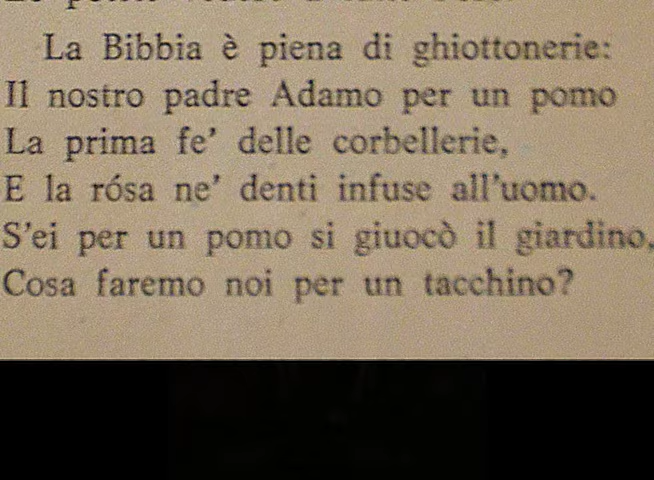 La Bibbia è piena di ghiottonerie:
Il nostro padre Adamo per un pomo
La prima fe' delle corbellerie,
E la rósa ne' denti infuse all'uomo.
S'ei per un pomo si giuocò il giardino,
Cosa faremo noi per un tacchino?